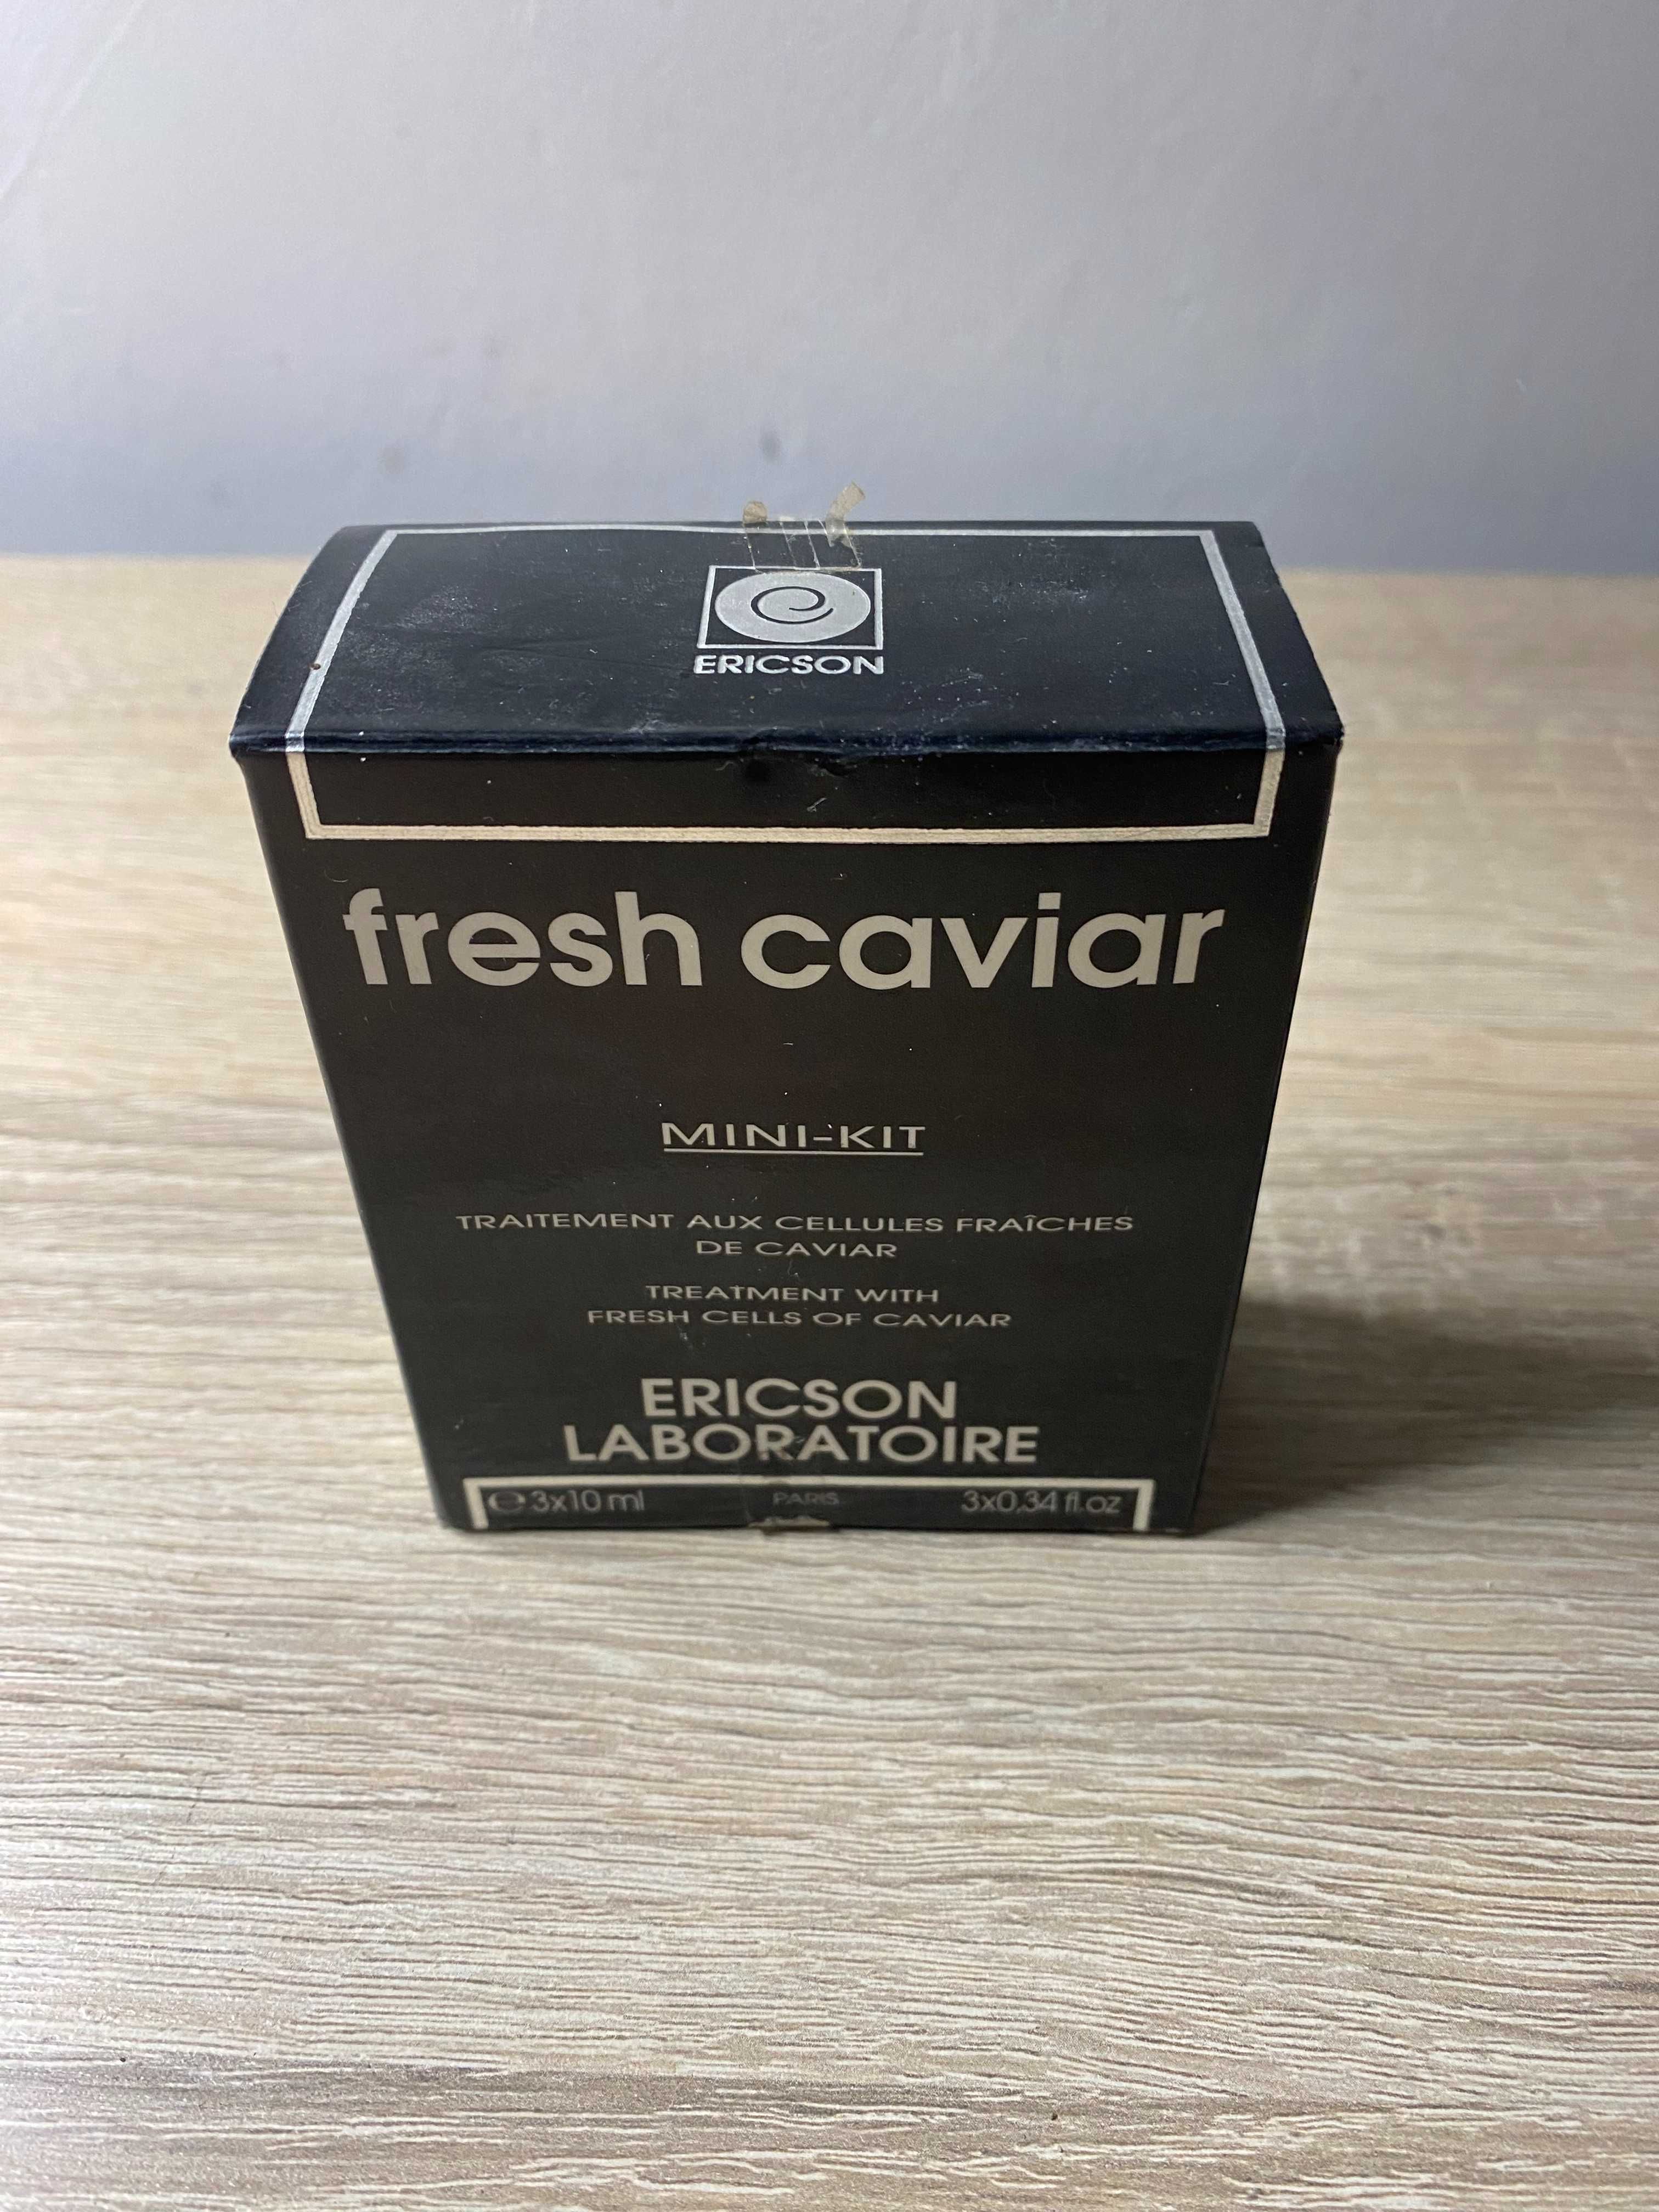 ERICSON
fresh caviar
MINI-KIT
TRAITEMENT AUX CELLULES FRAÎCHES
DE CAVIAR
TREATMENT WITH
FRESH CELLS OF CAVIAR
ERICSON
LABORATOIRE
℮ 3x10 ml PARIS 3x0,34 fl.oz